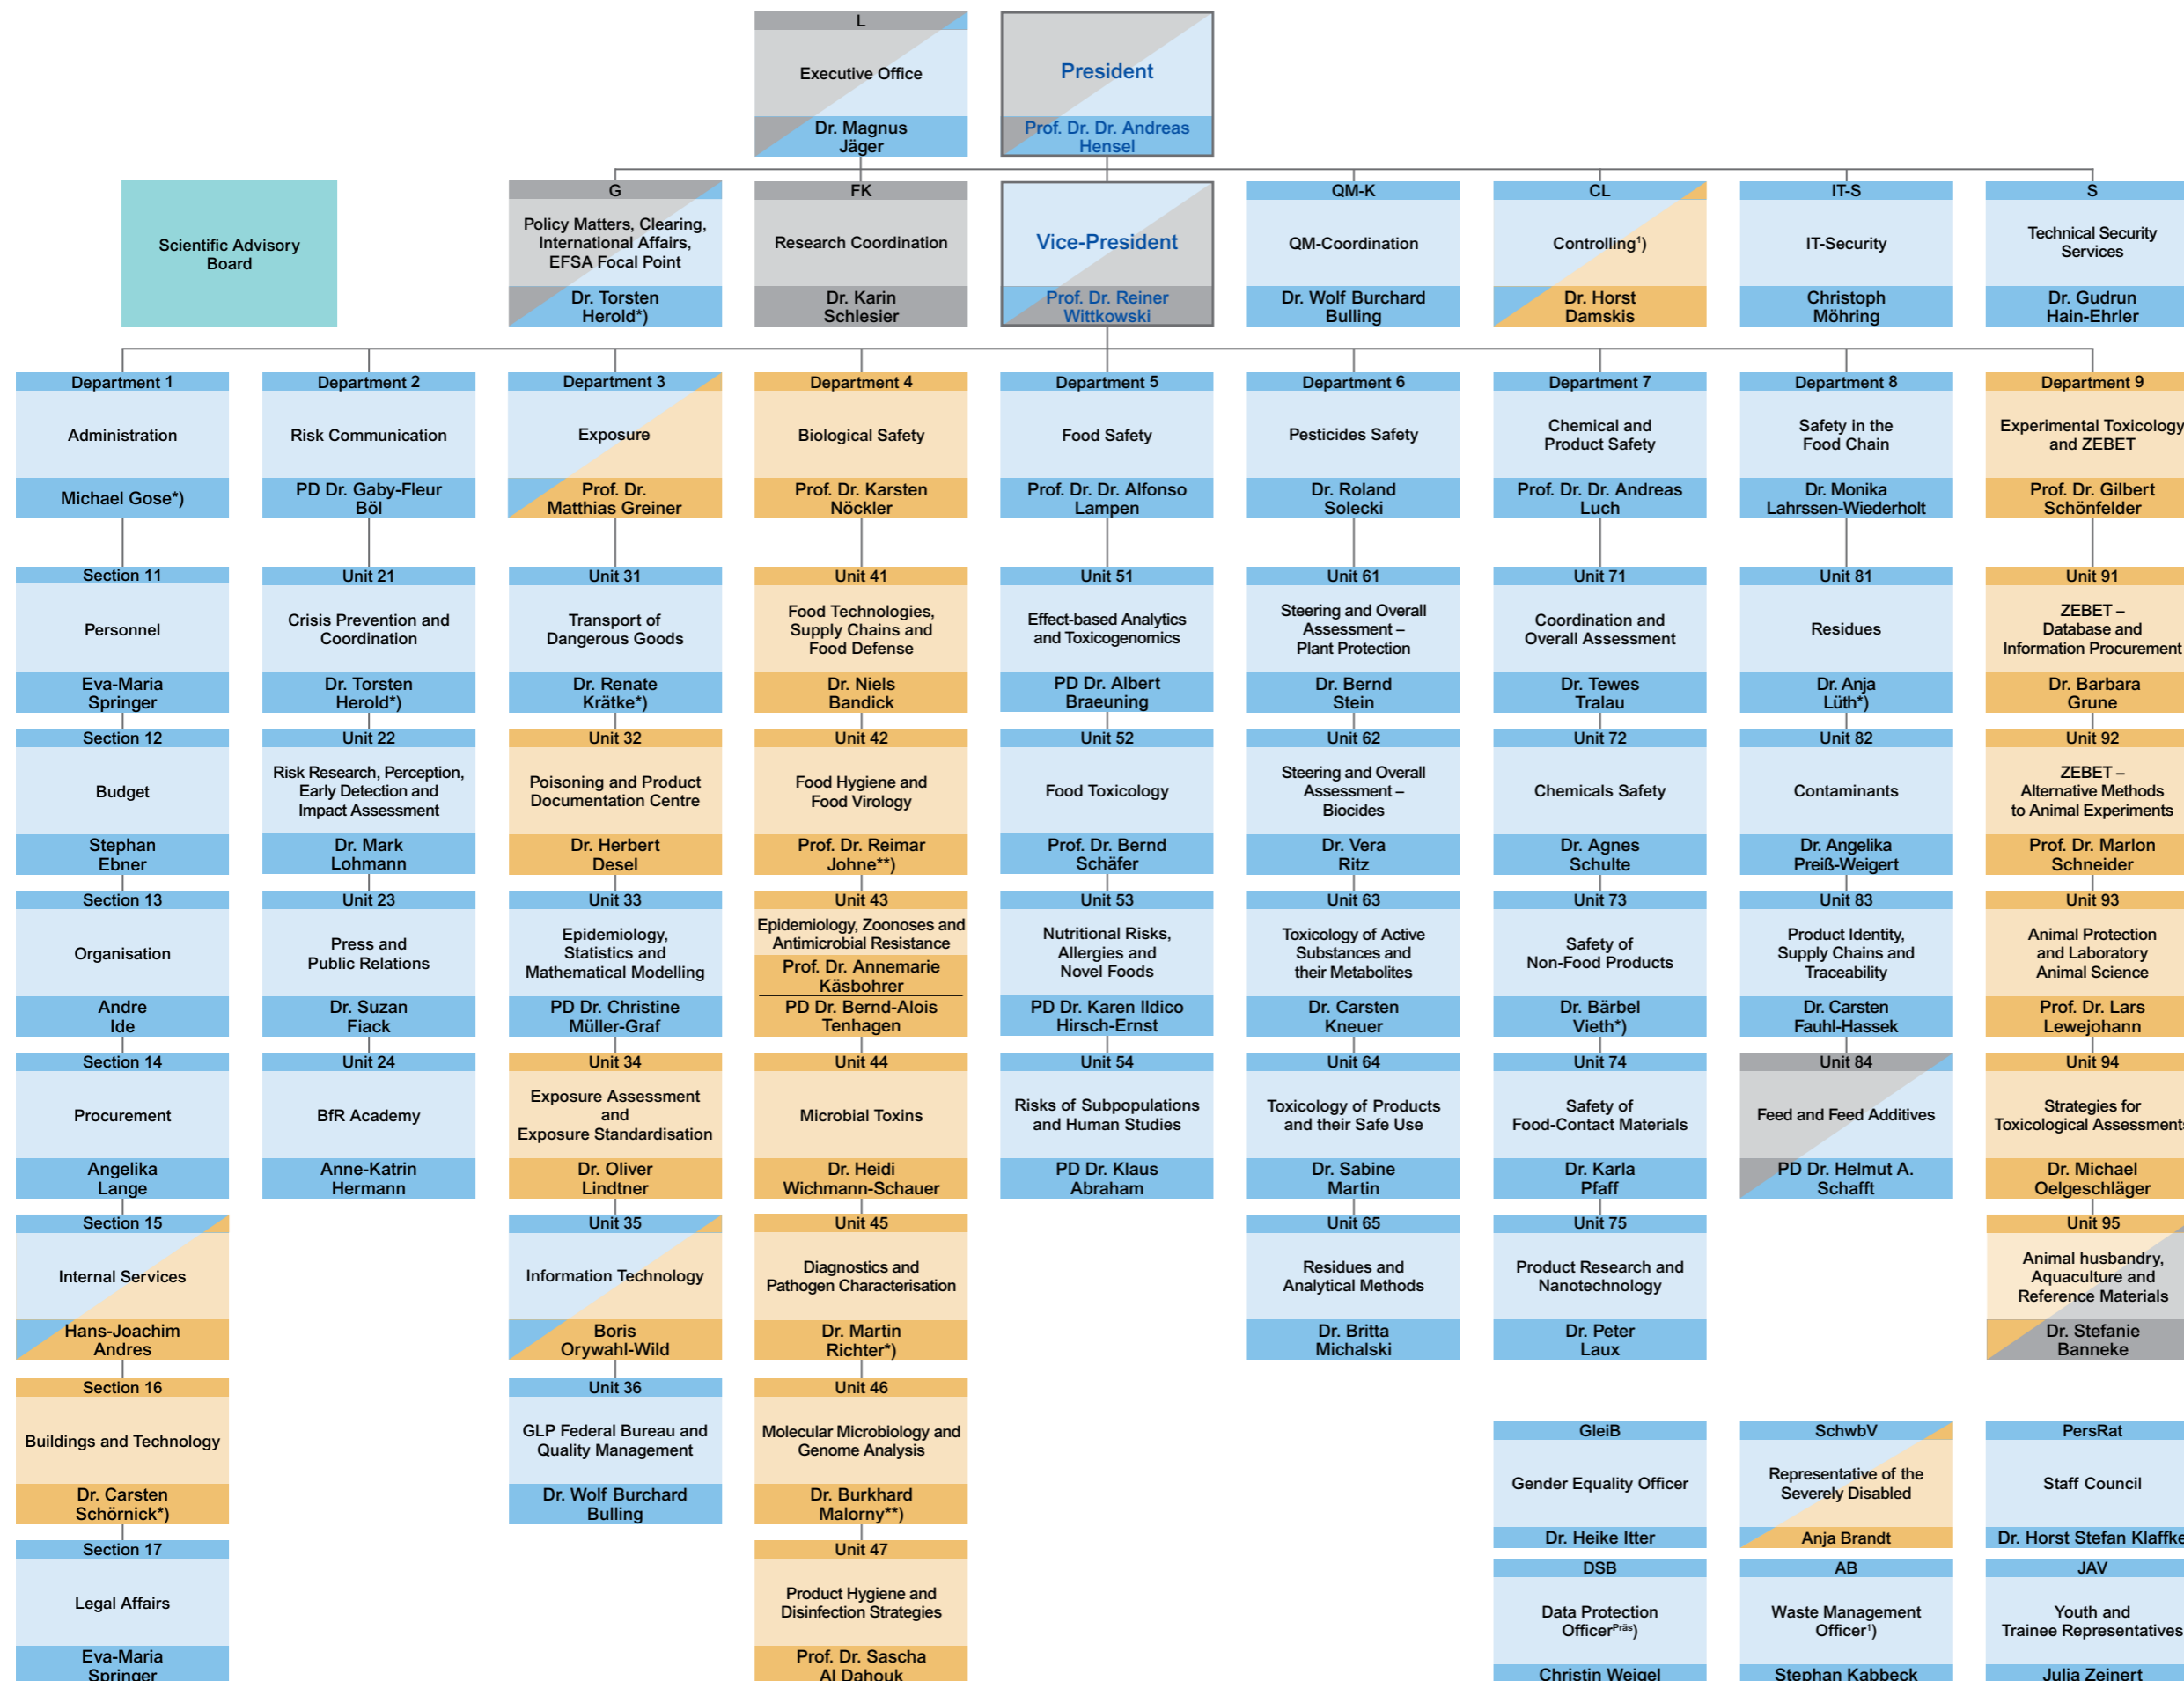 L
Executive Office
Dr. Magnus
Jäger
President
Prof. Dr. Dr. Andreas
Hensel
Scientific Advisory
Board
G
Policy Matters, Clearing,
International Affairs,
EFSA Focal Point
Dr. Torsten
Herold*)
FK
Research Coordination
Dr. Karin
Schlesier
Vice-President
Prof. Dr. Reiner
Wittkowski
QM-K
QM-Coordination
Dr. Wolf Burchard
Bulling
CL
Controlling¹)
Dr. Horst
Damskis
IT-S
IT-Security
Christoph
Möhring
S
Technical Security
Services
Dr. Gudrun
Hain-Ehrler
Department 1
Administration
Michael Gose*)
Department 2
Risk Communication
PD Dr. Gaby-Fleur
Böl
Department 3
Exposure
Prof. Dr.
Matthias Greiner
Department 4
Biological Safety
Prof. Dr. Karsten
Nöckler
Department 5
Food Safety
Prof. Dr. Dr. Alfonso
Lampen
Department 6
Pesticides Safety
Dr. Roland
Solecki
Department 7
Chemical and
Product Safety
Prof. Dr. Dr. Andreas
Luch
Department 8
Safety in the
Food Chain
Dr. Monika
Lahrssen-Wiederholt
Department 9
Experimental Toxicology
and ZEBET
Prof. Dr. Gilbert
Schönfelder
Section 11
Personnel
Eva-Maria
Springer
Unit 21
Crisis Prevention and
Coordination
Dr. Torsten
Herold*)
Unit 31
Transport of
Dangerous Goods
Dr. Renate
Krätke*)
Unit 41
Food Technologies,
Supply Chains and
Food Defense
Dr. Niels
Bandick
Unit 51
Effect-based Analytics
and Toxicogenomics
PD Dr. Albert
Braeuning
Unit 61
Steering and Overall
Assessment –
Plant Protection
Dr. Bernd
Stein
Unit 71
Coordination and
Overall Assessment
Dr. Tewes
Tralau
Unit 81
Residues
Dr. Anja
Lüth*)
Unit 91
ZEBET –
Database and
Information Procurement
Dr. Barbara
Grune
Section 12
Budget
Stephan
Ebner
Unit 22
Risk Research, Perception,
Early Detection and
Impact Assessment
Dr. Mark
Lohmann
Unit 32
Poisoning and Product
Documentation Centre
Dr. Herbert
Desel
Unit 42
Food Hygiene and
Food Virology
Prof. Dr. Reimar
Johne**)
Unit 52
Food Toxicology
Prof. Dr. Bernd
Schäfer
Unit 62
Steering and Overall
Assessment –
Biocides
Dr. Vera
Ritz
Unit 72
Chemicals Safety
Dr. Agnes
Schulte
Unit 82
Contaminants
Dr. Angelika
Preiß-Weigert
Unit 92
ZEBET –
Alternative Methods
to Animal Experiments
Prof. Dr. Marlon
Schneider
Section 13
Organisation
Andre
Ide
Unit 23
Press and
Public Relations
Dr. Suzan
Fiack
Unit 33
Epidemiology,
Statistics and
Mathematical Modelling
PD Dr. Christine
Müller-Graf
Unit 43
Epidemiology, Zoonoses and
Antimicrobial Resistance
Prof. Dr. Annemarie
Käsbohrer
PD Dr. Bernd-Alois
Tenhagen
Unit 53
Nutritional Risks,
Allergies and
Novel Foods
PD Dr. Karen Ildico
Hirsch-Ernst
Unit 63
Toxicology of Active
Substances and
their Metabolites
Dr. Carsten
Kneuer
Unit 73
Safety of
Non-Food Products
Dr. Bärbel
Vieth*)
Unit 83
Product Identity,
Supply Chains and
Traceability
Dr. Carsten
Fauhl-Hassek
Unit 93
Animal Protection
and Laboratory
Animal Science
Prof. Dr. Lars
Lewejohann
Section 14
Procurement
Angelika
Lange
Unit 24
BfR Academy
Anne-Katrin
Hermann
Unit 34
Exposure Assessment
and
Exposure Standardisation
Dr. Oliver
Lindtner
Unit 44
Microbial Toxins
Dr. Heidi
Wichmann-Schauer
Unit 54
Risks of Subpopulations
and Human Studies
PD Dr. Klaus
Abraham
Unit 64
Toxicology of Products
and their Safe Use
Dr. Sabine
Martin
Unit 74
Safety of
Food-Contact Materials
Dr. Karla
Pfaff
Unit 84
Feed and Feed Additives
PD Dr. Helmut A.
Schafft
Unit 94
Strategies for
Toxicological Assessments
Dr. Michael
Oelgeschläger
Section 15
Internal Services
Hans-Joachim
Andres
Unit 35
Information Technology
Boris
Orywahl-Wild
Unit 45
Diagnostics and
Pathogen Characterisation
Dr. Martin
Richter*)
Unit 65
Residues and
Analytical Methods
Dr. Britta
Michalski
Unit 75
Product Research and
Nanotechnology
Dr. Peter
Laux
Unit 95
Animal husbandry,
Aquaculture and
Reference Materials
Dr. Stefanie
Banneke
Section 16
Buildings and Technology
Dr. Carsten
Schörnick*)
Unit 36
GLP Federal Bureau and
Quality Management
Dr. Wolf Burchard
Bulling
Unit 46
Molecular Microbiology and
Genome Analysis
Dr. Burkhard
Malorny**)
GleiB
Gender Equality Officer
Dr. Heike Itter
SchwbV
Representative of the
Severely Disabled
Anja Brandt
PersRat
Staff Council
Dr. Horst Stefan Klaffke
Section 17
Legal Affairs
Eva-Maria
Springer
Unit 47
Product Hygiene and
Disinfection Strategies
Prof. Dr. Sascha
Al Dahouk
DSB
Data Protection
Officerᴾʳäˢ)
Christin Weigel
AB
Waste Management
Officer¹)
Stephan Kabbeck
JAV
Youth and
Trainee Representatives
Julia Zeinert